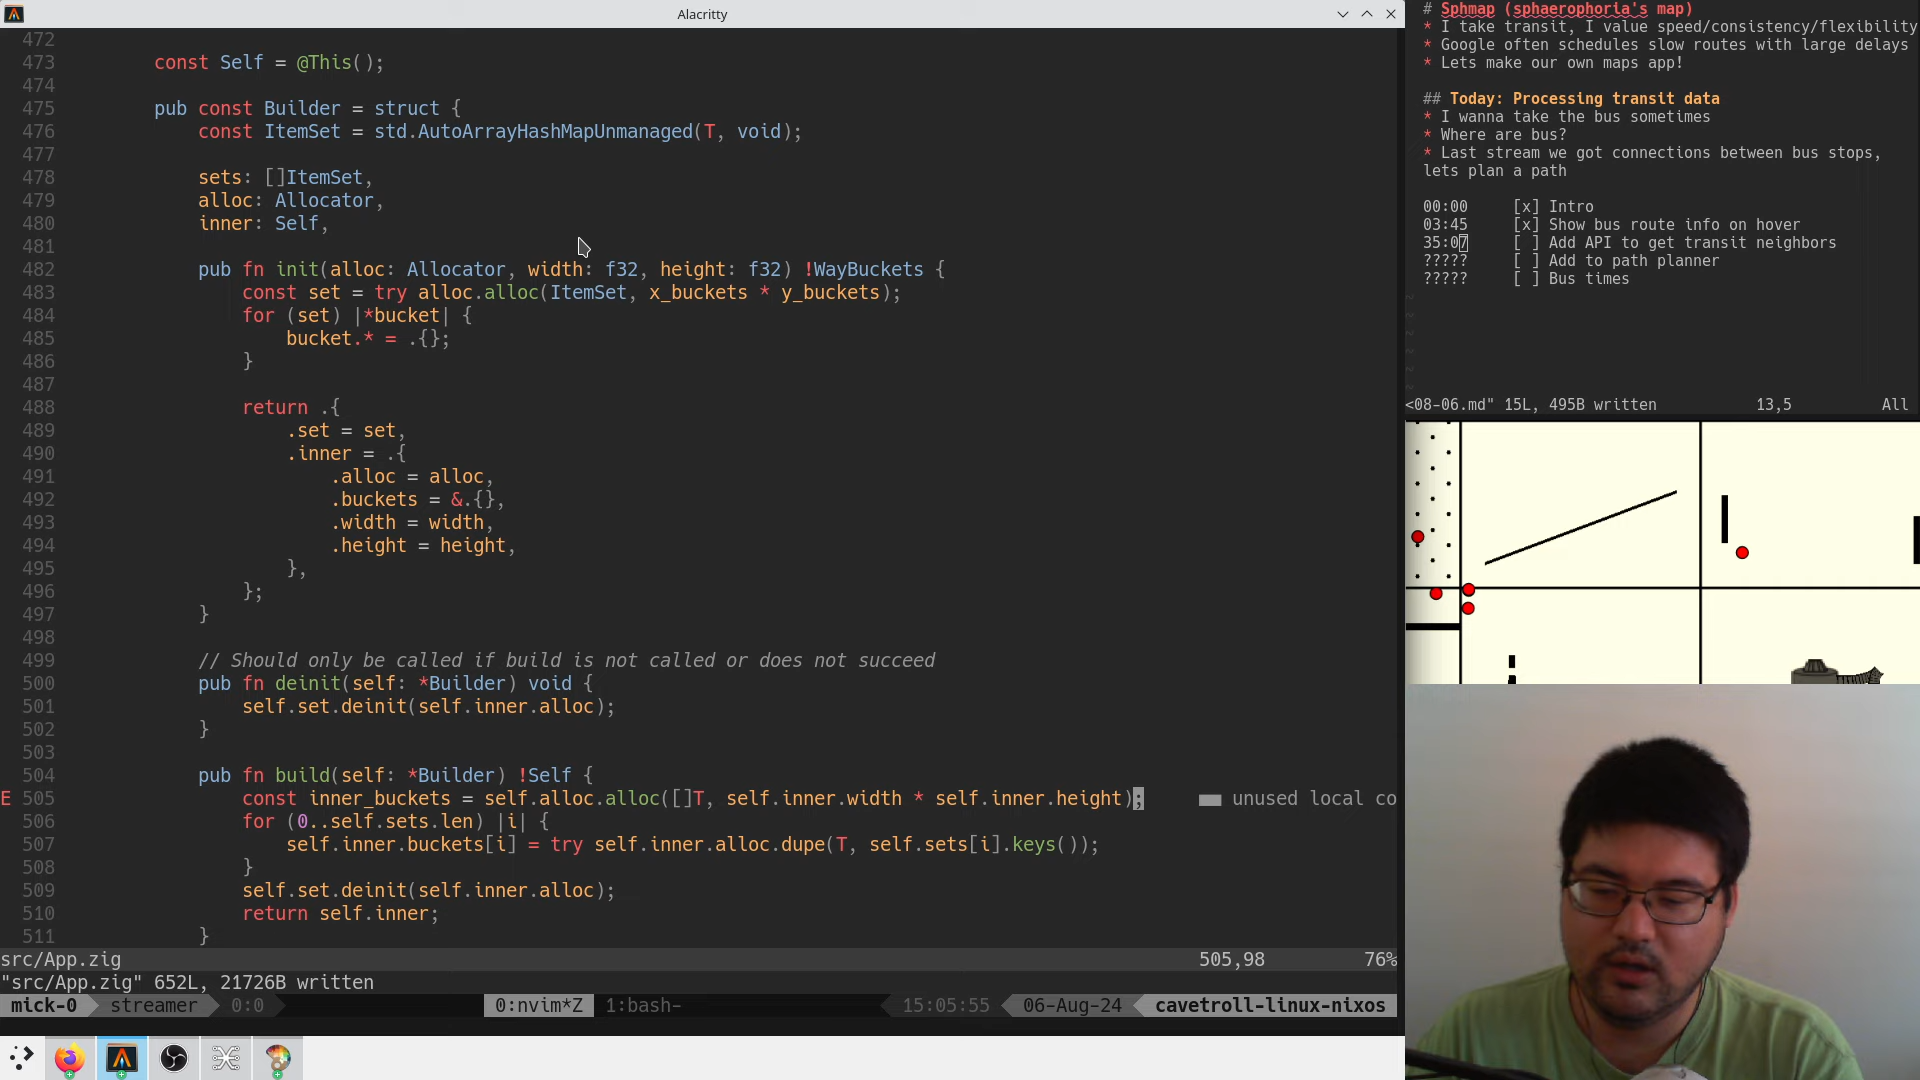 Alacritty
472
473 const Self = @This();
474
475 pub const Builder = struct {
476 const ItemSet = std.AutoArrayHashMapUnmanaged(T, void);
477
478 sets: []ItemSet,
479 alloc: Allocator,
480 inner: Self,
481
482 pub fn init(alloc: Allocator, width: f32, height: f32) !WayBuckets {
483 const set = try alloc.alloc(ItemSet, x_buckets * y_buckets);
484 for (set) |*bucket| {
485 bucket.* = .{};
486 }
487
488 return .{
489 .set = set,
490 .inner = .{
491 .alloc = alloc,
492 .buckets = &.{},
493 .width = width,
494 .height = height,
495 },
496 };
497 }
498
499 // Should only be called if build is not called or does not succeed
500 pub fn deinit(self: *Builder) void {
501 self.set.deinit(self.inner.alloc);
502 }
503
504 pub fn build(self: *Builder) !Self {
E 505 const inner_buckets = self.alloc.alloc([]T, self.inner.width * self.inner.height); unused local co
506 for (0..self.sets.len) |i| {
507 self.inner.buckets[i] = try self.inner.alloc.dupe(T, self.sets[i].keys());
508 }
509 self.set.deinit(self.inner.alloc);
510 return self.inner;
511 }
src/App.zig 505,98 76%
"src/App.zig" 652L, 21726B written
mick-0 streamer 0:0 0:nvim*Z 1:bash- 15:05:55 06-Aug-24 cavetroll-linux-nixos
# Sphmap (sphaerophoria's map)
* I take transit, I value speed/consistency/flexibility
* Google often schedules slow routes with large delays
* Lets make our own maps app!
## Today: Processing transit data
* I wanna take the bus sometimes
* Where are bus?
* Last stream we got connections between bus stops,
lets plan a path
00:00 [x] Intro
03:45 [x] Show bus route info on hover
35:07 [ ] Add API to get transit neighbors
????? [ ] Add to path planner
????? [ ] Bus times
~
~
~
~
~
~
<08-06.md" 15L, 495B written 13,5 All